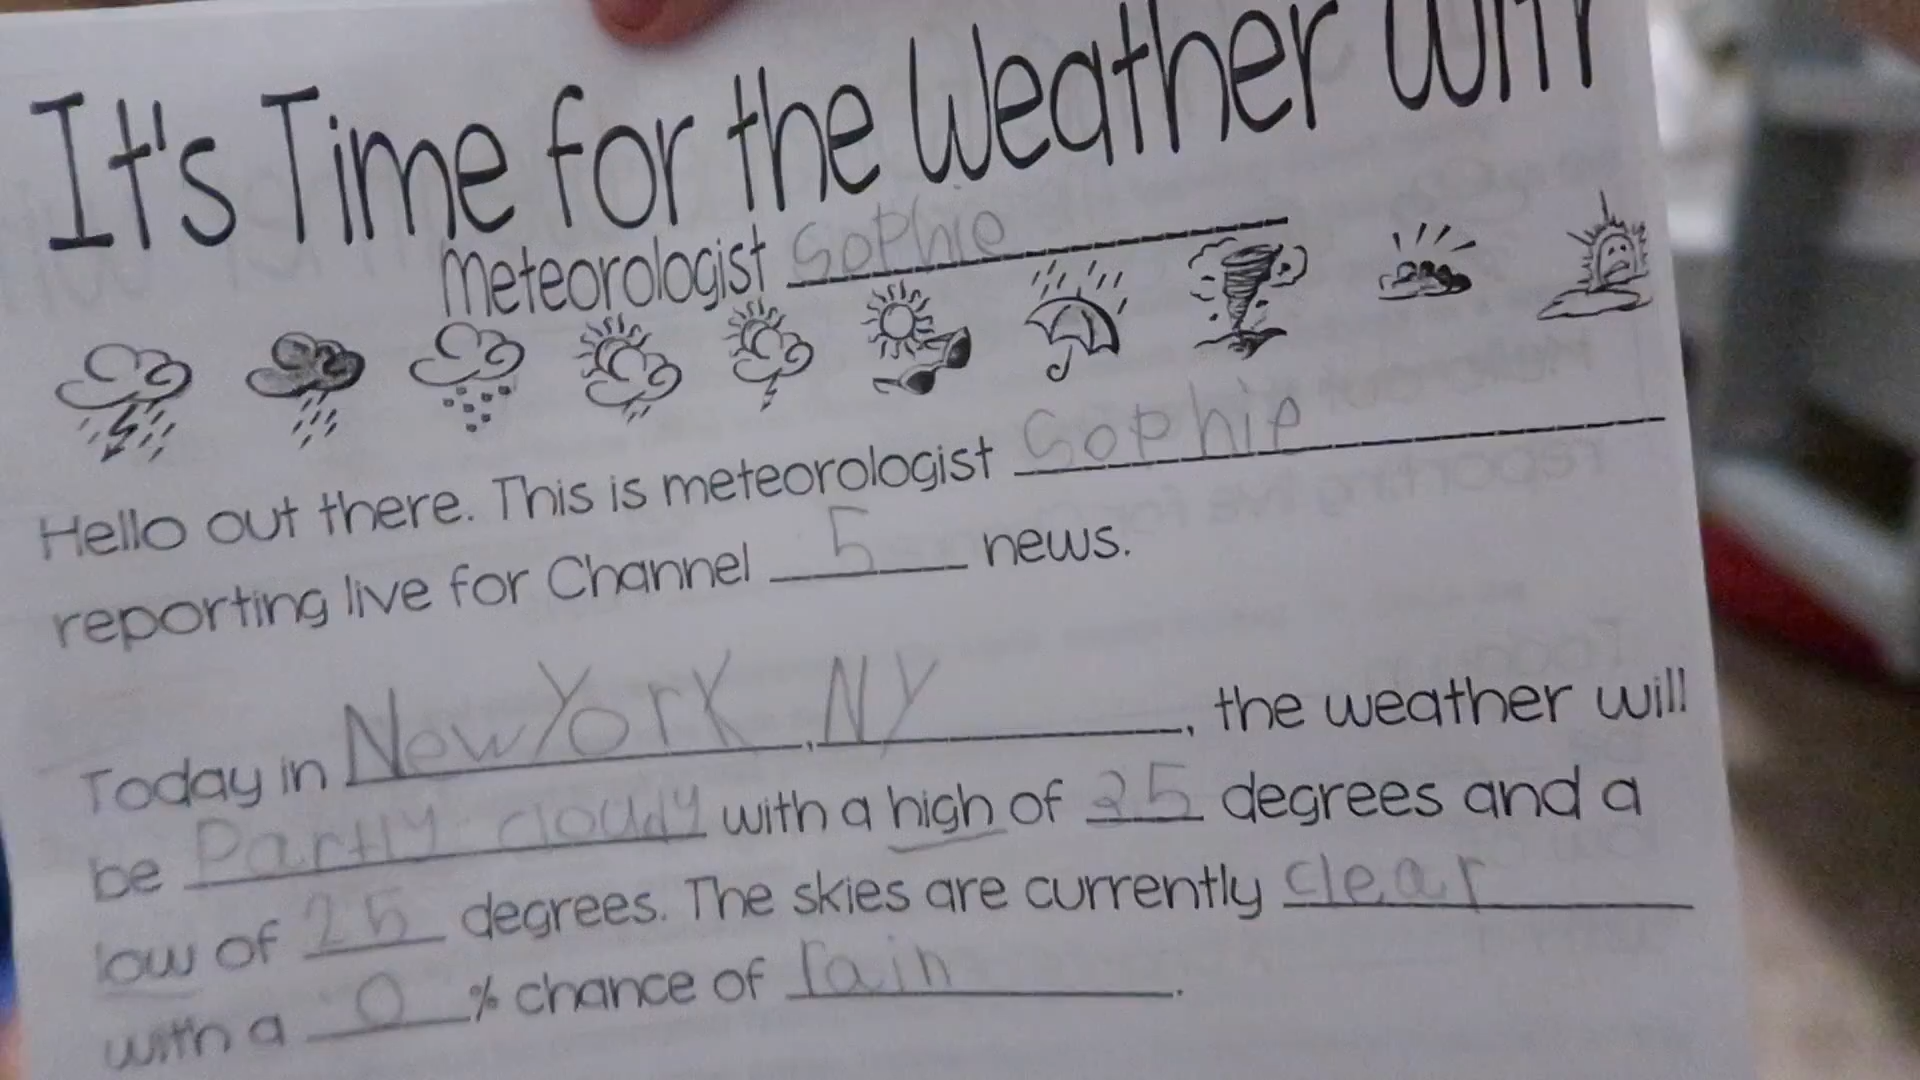 It's Time for the Weather With
Meteorologist Sophie
Hello out there. This is meteorologist Sophie
reporting live for Channel 5 news.
Today in New York, NY, the weather will
be Partly cloudy with a high of 35 degrees and a
low of 25 degrees. The skies are currently clear
with a 0 % chance of rain.